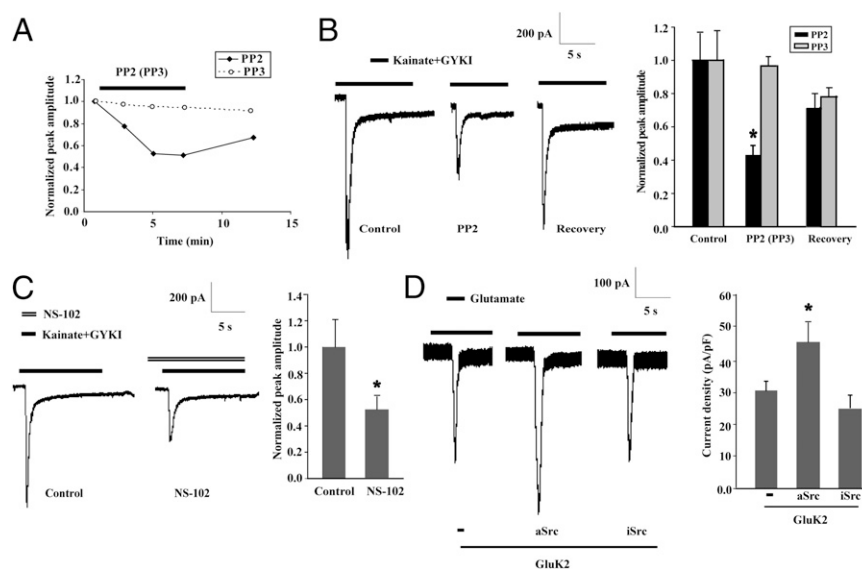 A
PP2 (PP3)
PP2
PP3
Normalized peak amplitude
1.2
1.0
0.8
0.6
0.4
0.2
0.0
0 5 10 15
Time (min)
B
200 pA
5 s
Kainate+GYKI
Control PP2 Recovery
PP2
PP3
Normalized peak amplitude
1.2
1.0
0.8
0.6
0.4
0.2
0.0
*
Control PP2 (PP3) Recovery
C
200 pA
5 s
NS-102
Kainate+GYKI
Control NS-102
Normalized peak amplitude
1.4
1.2
1.0
0.8
0.6
0.4
0.2
0.0
*
Control NS-102
D
100 pA
5 s
Glutamate
- aSrc iSrc
GluK2
Current density (pA/pF)
60
50
40
30
20
10
0.0
*
- aSrc iSrc
GluK2